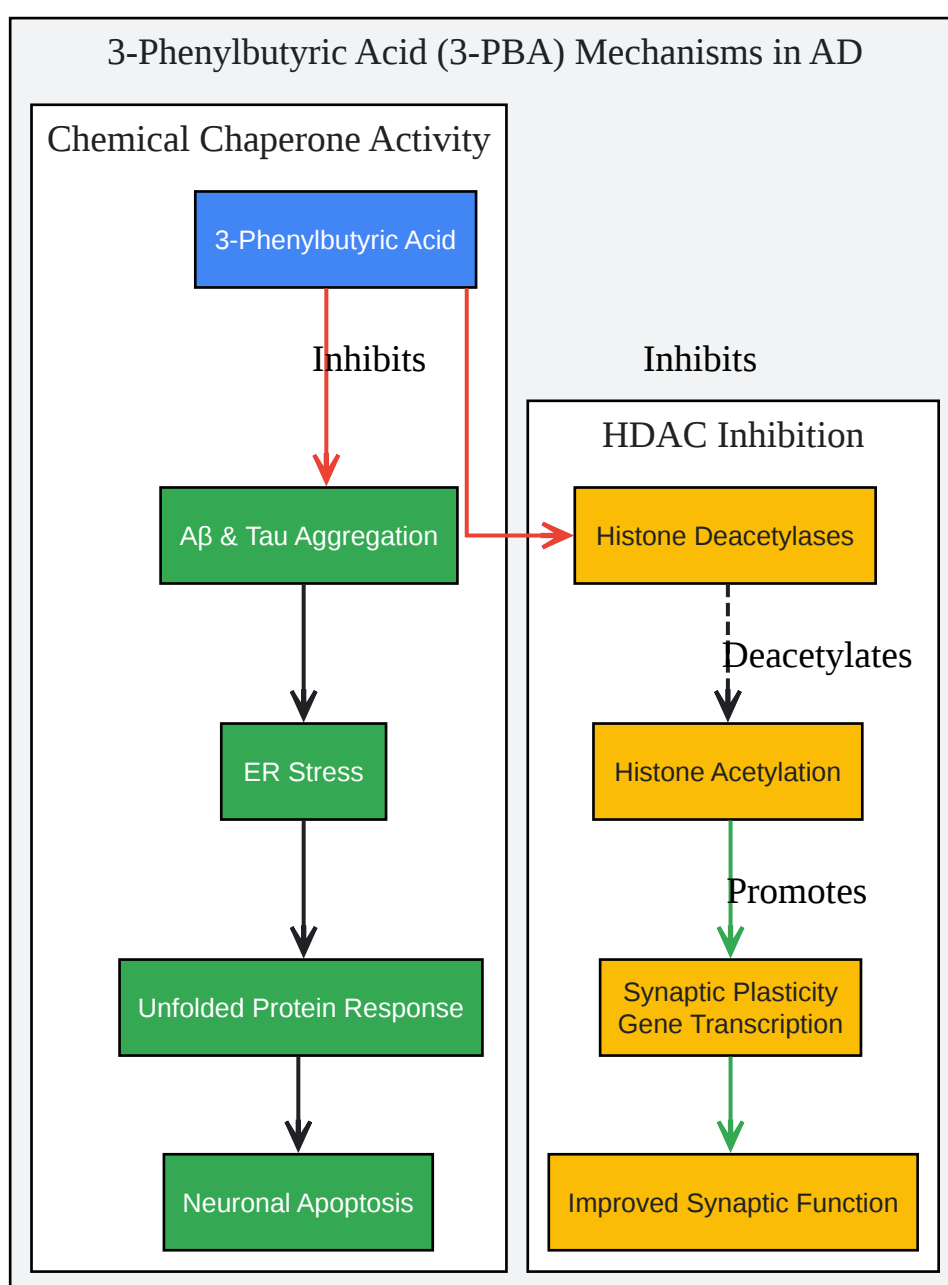 3-Phenylbutyric Acid (3-PBA) Mechanisms in AD
Chemical Chaperone Activity
3-Phenylbutyric Acid
Inhibits
Inhibits
HDAC Inhibition
Aβ & Tau Aggregation
Histone Deacetylases
Deacetylates
ER Stress
Histone Acetylation
Promotes
Unfolded Protein Response
Synaptic Plasticity
Gene Transcription
Neuronal Apoptosis
Improved Synaptic Function